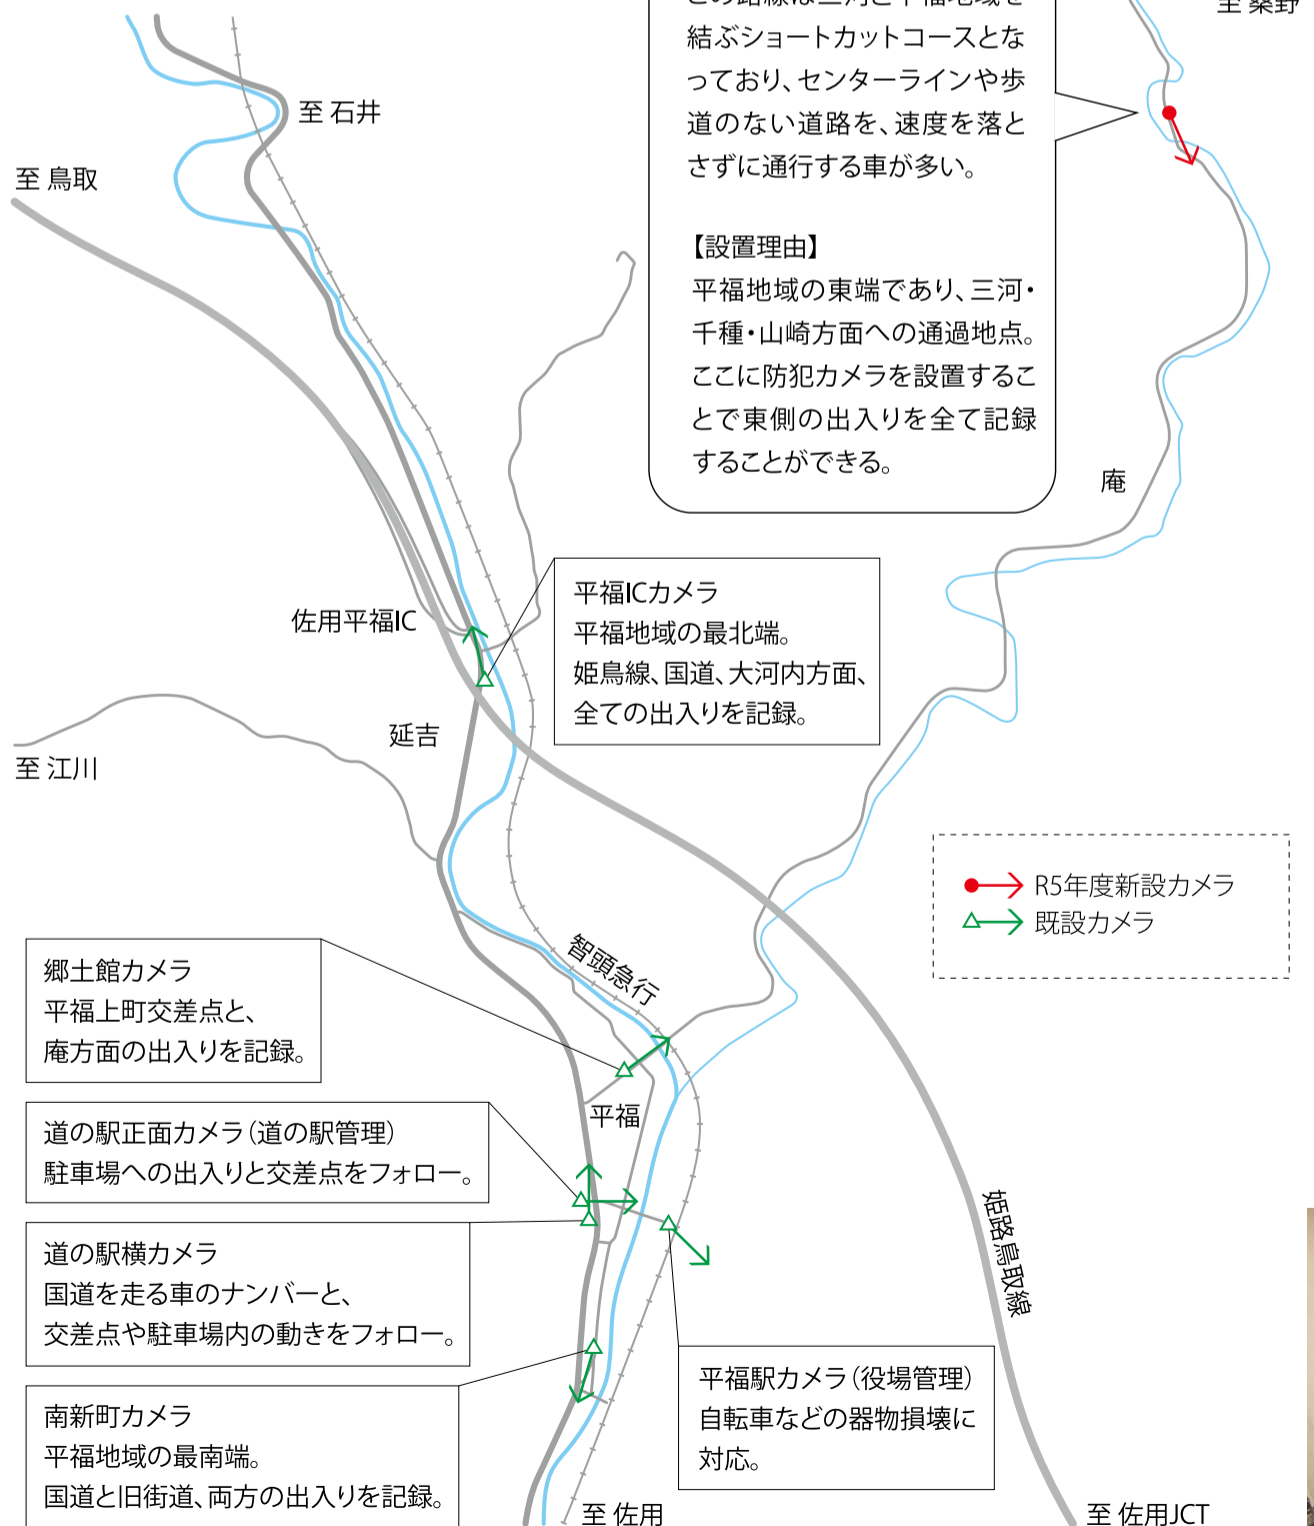 この路線は三河と平福地域を
結ぶショートカットコースとな
っており、センターラインや歩
道のない道路を、速度を落と
さずに通行する車が多い。
【設置理由】
平福地域の東端であり、三河・
千種・山崎方面への通過地点。
ここに防犯カメラを設置するこ
とで東側の出入りを全て記録
することができる。
至 桑野
至 石井
至 鳥取
庵
佐用平福IC
平福ICカメラ
平福地域の最北端。
姫鳥線、国道、大河内方面、
全ての出入りを記録。
延吉
至 江川
R5年度新設カメラ
既設カメラ
智頭急行
郷土館カメラ
平福上町交差点と、
庵方面の出入りを記録。
平福
道の駅正面カメラ（道の駅管理）
駐車場への出入りと交差点をフォロー。
道の駅横カメラ
国道を走る車のナンバーと、
交差点や駐車場内の動きをフォロー。
姫路鳥取線
南新町カメラ
平福地域の最南端。
国道と旧街道、両方の出入りを記録。
平福駅カメラ（役場管理）
自転車などの器物損壊に
対応。
至 佐用
至 佐用JCT